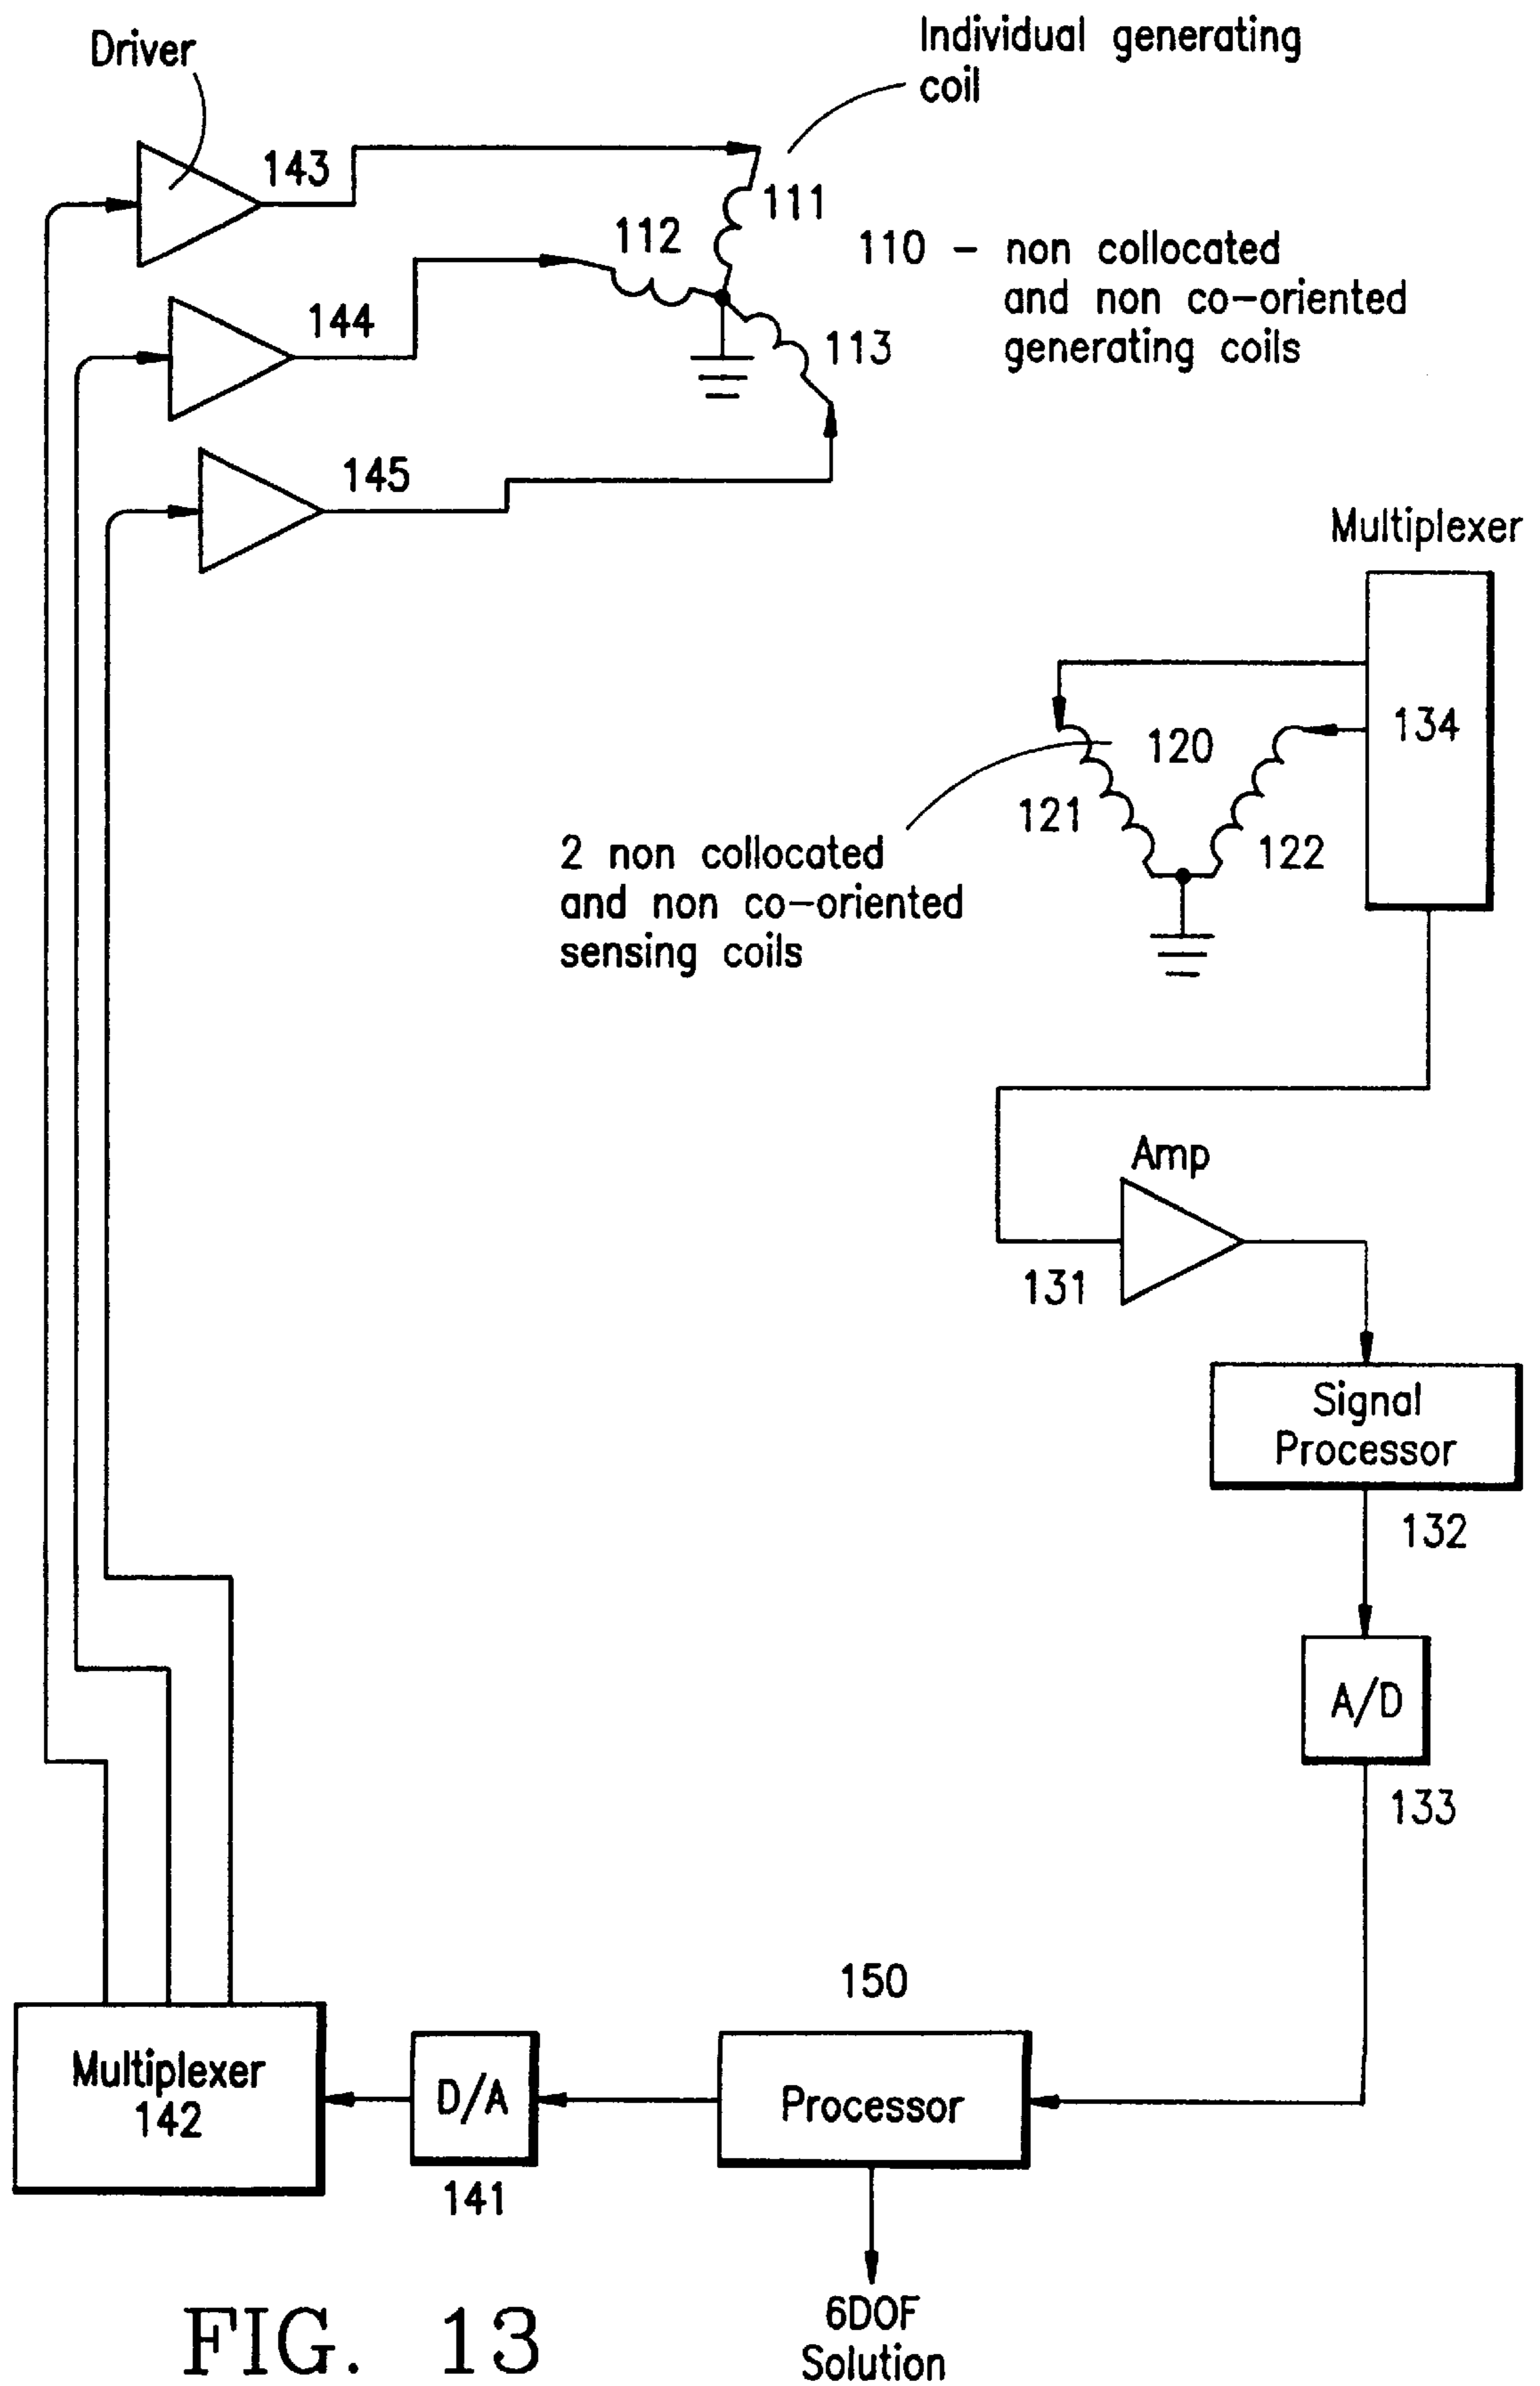 Driver
Individual generating
coil
143
111
112
110 - non collocated
and non co-oriented
generating coils
144
113
145
Multiplexer
134
120
121
122
2 non collocated
and non co-oriented
sensing coils
Amp
131
Signal
Processor
132
A/D
133
150
Multiplexer
142
D/A
Processor
141
6DOF
Solution
FIG. 13